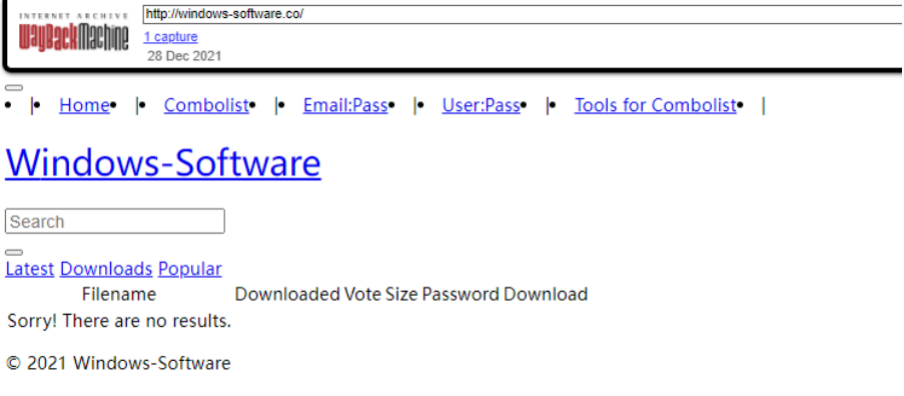 INTERNET ARCHIVE
WayBackMachine
http://windows-software.co/
1 capture
28 Dec 2021
• |• Home• |• Combolist• |• Email:Pass• |• User:Pass• |• Tools for Combolist• |
Windows-Software
Search
Latest Downloads Popular
Filename Downloaded Vote Size Password Download
Sorry! There are no results.
© 2021 Windows-Software